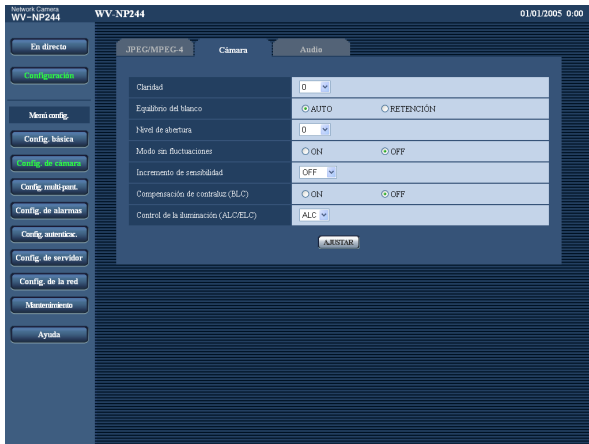 Network Camera
WV-NP244
WV-NP244
01/01/2005 0:00
En directo
Configuración
Menú config.
Config. básica
Config. de cámara
Config. multi-pant.
Config. de alarmas
Config. autenticac.
Config. de servidor
Config. de la red
Mantenimiento
Ayuda
JPEG/MPEG-4 Cámara Audio
Claridad 0
Equilibrio del blanco AUTO RETENCIÓN
Nivel de abertura 0
Modo sin fluctuaciones ON OFF
Incremento de sensibilidad OFF
Compensación de contraluz (BLC) ON OFF
Control de la iluminación (ALC/ELC) ALC
AJUSTAR